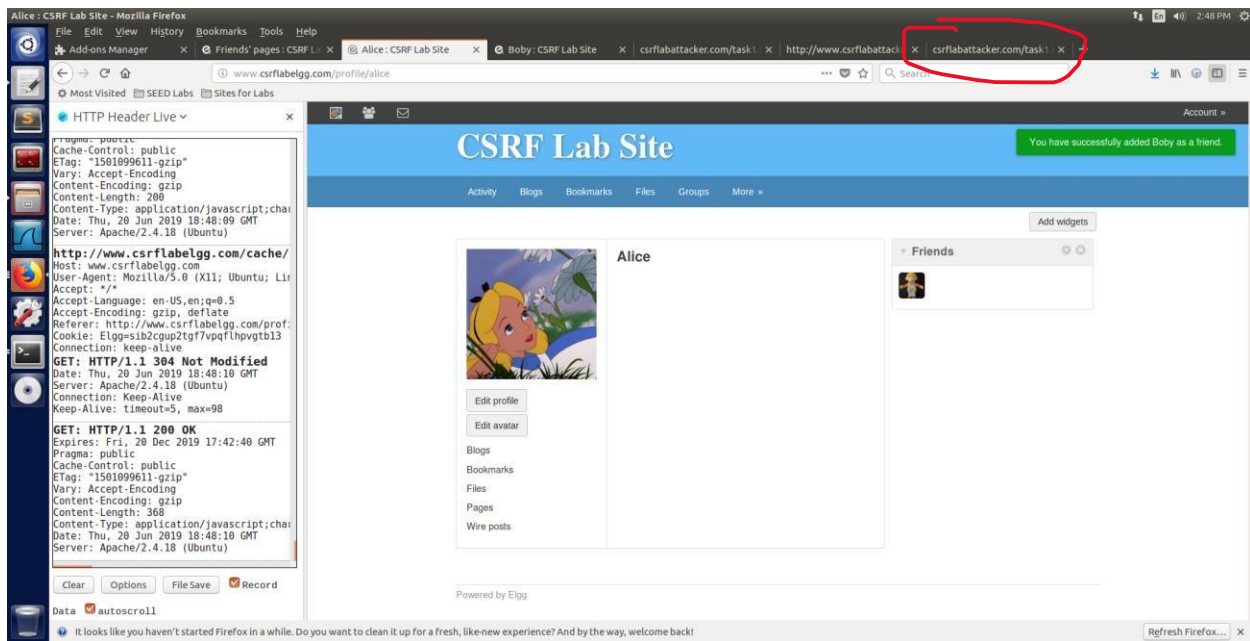 Alice : CSRF Lab Site - Mozilla Firefox
En 2:48 PM
File Edit View History Bookmarks Tools Help
Add-ons Manager Friends' pages : CSRF La Alice : CSRF Lab Site Boby : CSRF Lab Site csrflabattacker.com/task1. http://www.csrflabattack csrflabattacker.com/task1.
www.csrflabelgg.com/profile/alice Search
Most Visited SEED Labs Sites for Labs
HTTP Header Live
Pragma: public
Cache-Control: public
ETag: "1501099611-gzip"
Vary: Accept-Encoding
Content-Encoding: gzip
Content-Length: 200
Content-Type: application/javascript;char
Date: Thu, 20 Jun 2019 18:48:09 GMT
Server: Apache/2.4.18 (Ubuntu)
http://www.csrflabelgg.com/cache/
Host: www.csrflabelgg.com
User-Agent: Mozilla/5.0 (X11; Ubuntu; Lin
Accept: */*
Accept-Language: en-US,en;q=0.5
Accept-Encoding: gzip, deflate
Referer: http://www.csrflabelgg.com/prof
Cookie: Elgg=sib2cgup2tgf7vpqflhpvgtb13
Connection: keep-alive
GET: HTTP/1.1 304 Not Modified
Date: Thu, 20 Jun 2019 18:48:10 GMT
Server: Apache/2.4.18 (Ubuntu)
Connection: Keep-Alive
Keep-Alive: timeout=5, max=98
GET: HTTP/1.1 200 OK
Expires: Fri, 20 Dec 2019 17:42:40 GMT
Pragma: public
Cache-Control: public
ETag: "1501099611-gzip"
Vary: Accept-Encoding
Content-Encoding: gzip
Content-Length: 368
Content-Type: application/javascript;char
Date: Thu, 20 Jun 2019 18:48:10 GMT
Server: Apache/2.4.18 (Ubuntu)
Clear Options File Save Record
Data autoscroll
Account »
CSRF Lab Site
You have successfully added Boby as a friend.
Activity Blogs Bookmarks Files Groups More »
Add widgets
Alice
Friends
Edit profile
Edit avatar
Blogs
Bookmarks
Files
Pages
Wire posts
Powered by Elgg
It looks like you haven't started Firefox in a while. Do you want to clean it up for a fresh, like-new experience? And by the way, welcome back! Refresh Firefox...